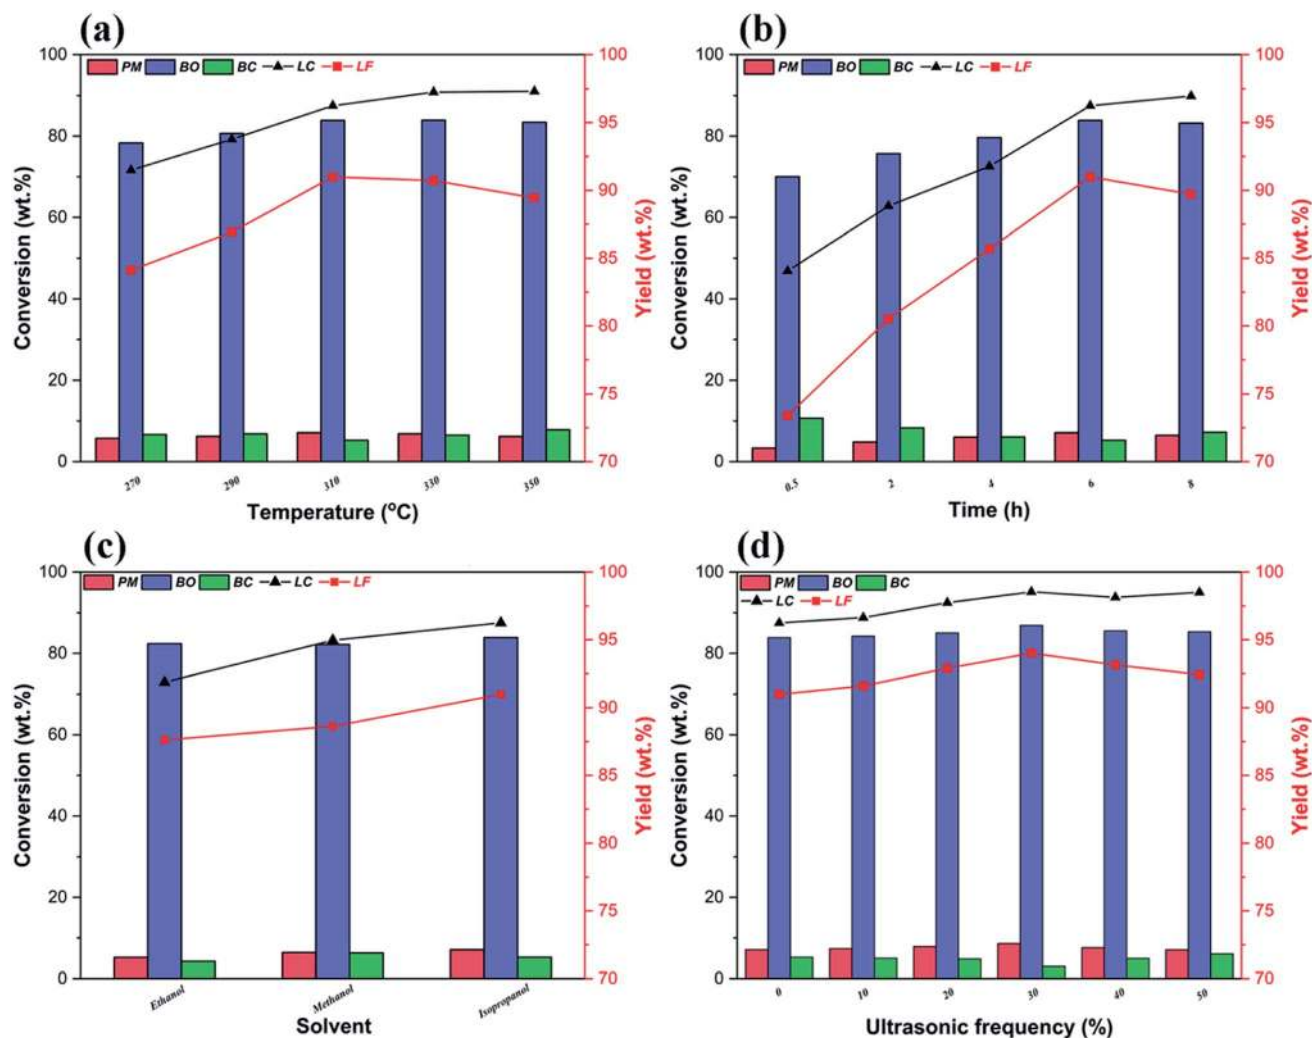 (a)
PM BO BC LC LF
Conversion (wt.%)
100
80
60
40
20
0
100
95
90
85
80
75
70
Yield (wt.%)
270 290 310 330 350
Temperature (°C)
(b)
PM BO BC LC LF
Conversion (wt.%)
100
80
60
40
20
0
100
95
90
85
80
75
70
Yield (wt.%)
0.5 2 4 6 8
Time (h)
(c)
PM BO BC LC LF
Conversion (wt.%)
100
80
60
40
20
0
100
95
90
85
80
75
70
Yield (wt.%)
Ethanol Methanol Isopropanol
Solvent
(d)
PM BO BC
LC LF
Conversion (wt.%)
100
80
60
40
20
0
100
95
90
85
80
75
70
Yield (wt.%)
0 10 20 30 40 50
Ultrasonic frequency (%)